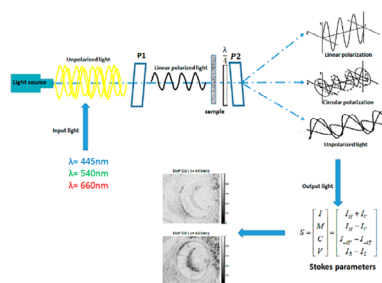 Unpolarized light
P1
Linear polarized light
λ
4
P2
Light source
sample
Linear polarization
Circular polarization
Unpolarized light
Input light
λ= 445nm
λ= 540nm
λ= 660nm
Output light
S = [I M C V] = [I_H + I_V
I_H − I_V
I_+45° − I_-45°
I_R − I_L]
Stokes parameters